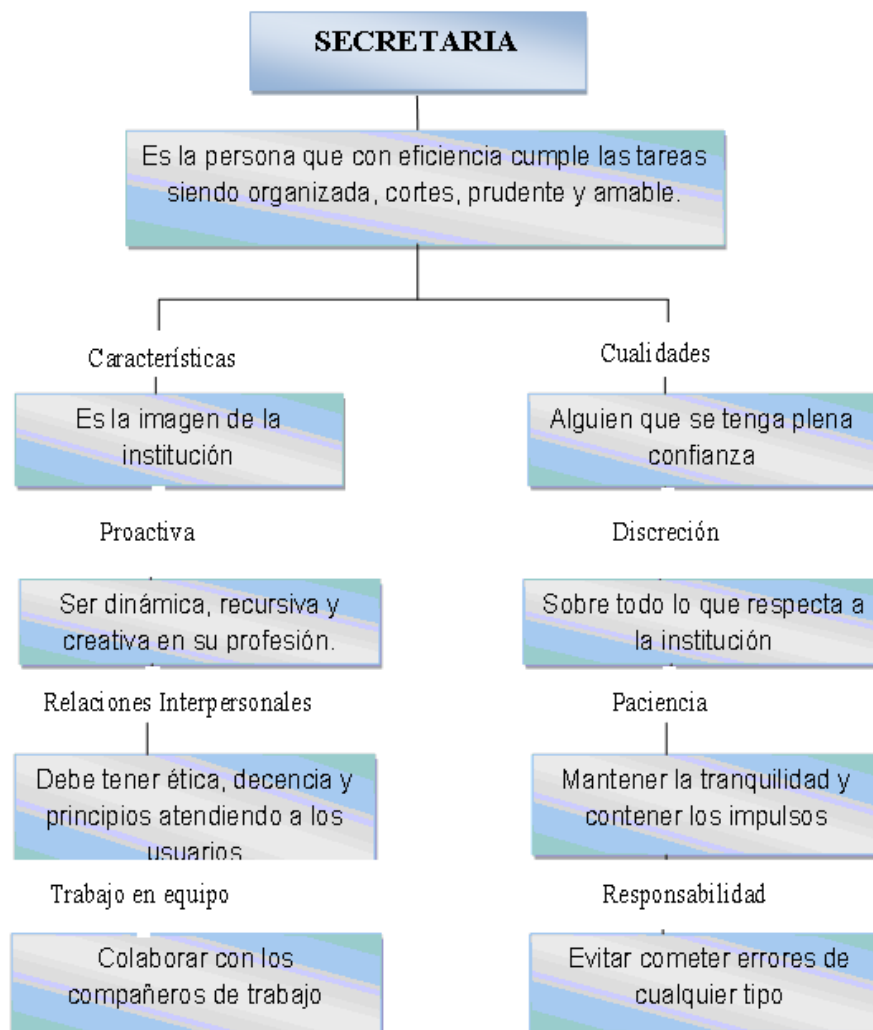 SECRETARIA
Es la persona que con eficiencia cumple las tareas
siendo organizada, cortes, prudente y amable.
Características
Es la imagen de la
institución
Proactiva
Ser dinámica, recursiva y
creativa en su profesión.
Relaciones Interpersonales
Debe tener ética, decencia y
principios atendiendo a los
usuarios
Trabajo en equipo
Colaborar con los
compañeros de trabajo
Cualidades
Alguien que se tenga plena
confianza
Discreción
Sobre todo lo que respecta a
la institución
Paciencia
Mantener la tranquilidad y
contener los impulsos
Responsabilidad
Evitar cometer errores de
cualquier tipo